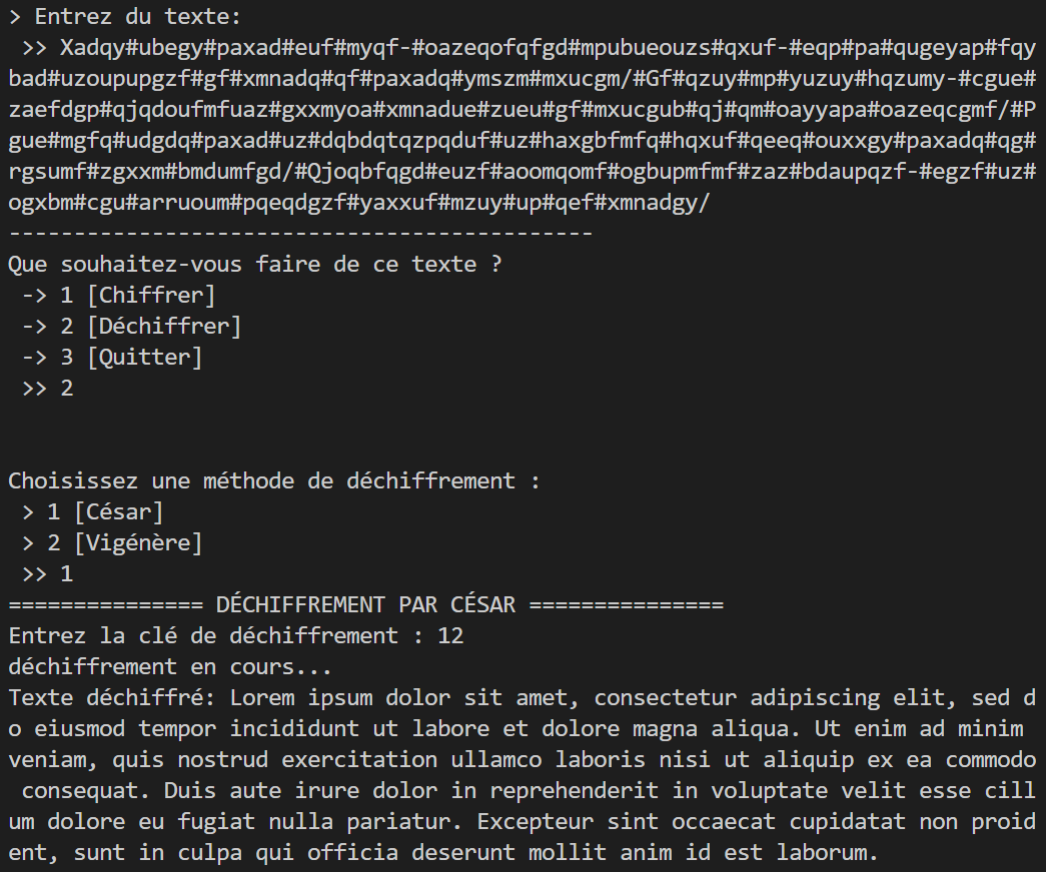 > Entrez du texte:
 >> Xadqy#ubegy#paxad#euf#myqf-#oazeqofqfgd#mpubueouzs#qxuf-#eqp#pa#qugeyap#fqy
bad#uzoupupgzf#gf#xmnadq#qf#paxadq#ymszm#mxucgm/#Gf#qzuy#mp#yuzuy#hqzumy-#cgue#
zaefdgp#qjqdoufmfuaz#gxxmyoa#xmnadue#zueu#gf#mxucgub#qj#qm#oayyapa#oazeqcgmf/#P
gue#mgfq#udgdq#paxad#uz#dqbdqtqzpqduf#uz#haxgbfmfq#hqxuf#qeeq#ouxxgy#paxadq#qg#
rgsumf#zgxxm#bmdumfgd/#Qjoqbfqgd#euzf#aoomqomf#ogbupmfmf#zaz#bdaupqzf-#egzf#uz#
ogxbm#cgu#arruoum#pqeqdgzf#yaxxuf#mzuy#up#qef#xmnadgy/
---------------------------------------------
Que souhaitez-vous faire de ce texte ?
 -> 1 [Chiffrer]
 -> 2 [Déchiffrer]
 -> 3 [Quitter]
 >> 2
Choisissez une méthode de déchiffrement :
 > 1 [César]
 > 2 [Vigénère]
 >> 1
=============== DÉCHIFFREMENT PAR CÉSAR ===============
Entrez la clé de déchiffrement : 12
déchiffrement en cours...
Texte déchiffré: Lorem ipsum dolor sit amet, consectetur adipiscing elit, sed d
o eiusmod tempor incididunt ut labore et dolore magna aliqua. Ut enim ad minim
veniam, quis nostrud exercitation ullamco laboris nisi ut aliquip ex ea commodo
 consequat. Duis aute irure dolor in reprehenderit in voluptate velit esse cill
um dolore eu fugiat nulla pariatur. Excepteur sint occaecat cupidatat non proid
ent, sunt in culpa qui officia deserunt mollit anim id est laborum.